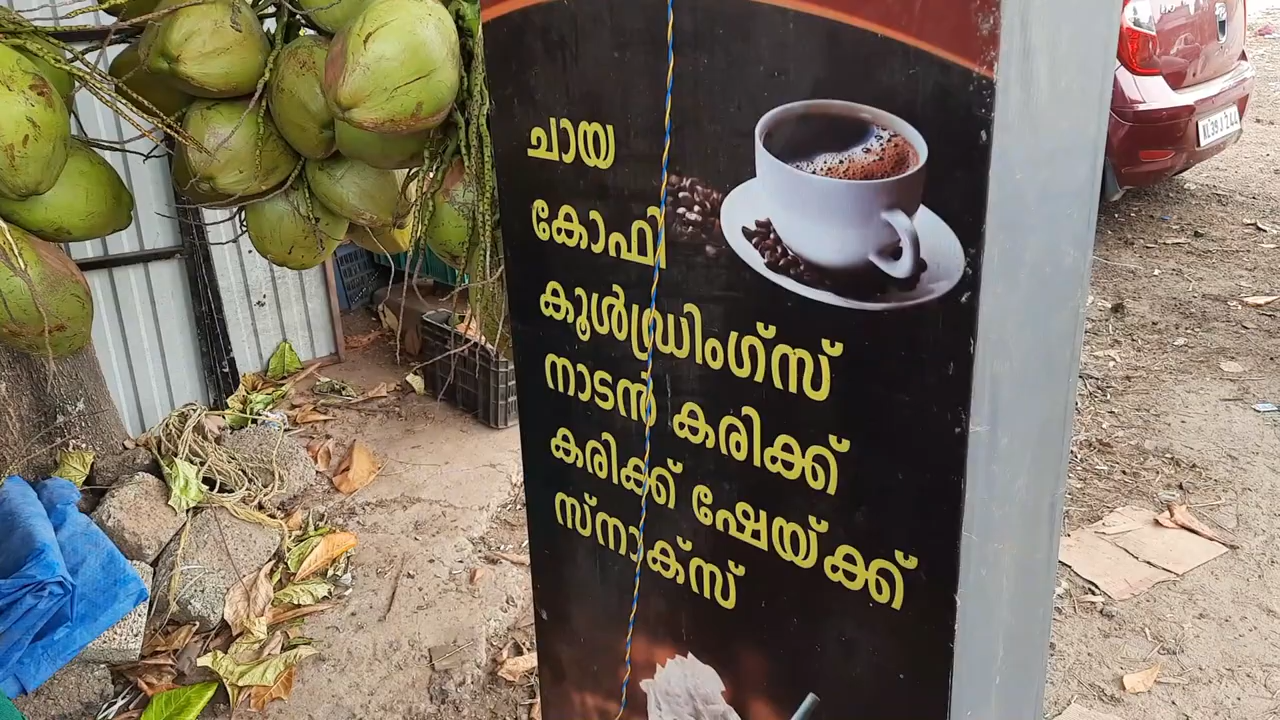 ചായ
കോഫി
കൂൾഡ്രിംഗ്സ്
നാടൻ കരിക്ക്
കരിക്ക് ഷേയ്ക്ക്
സ്നാക്സ്